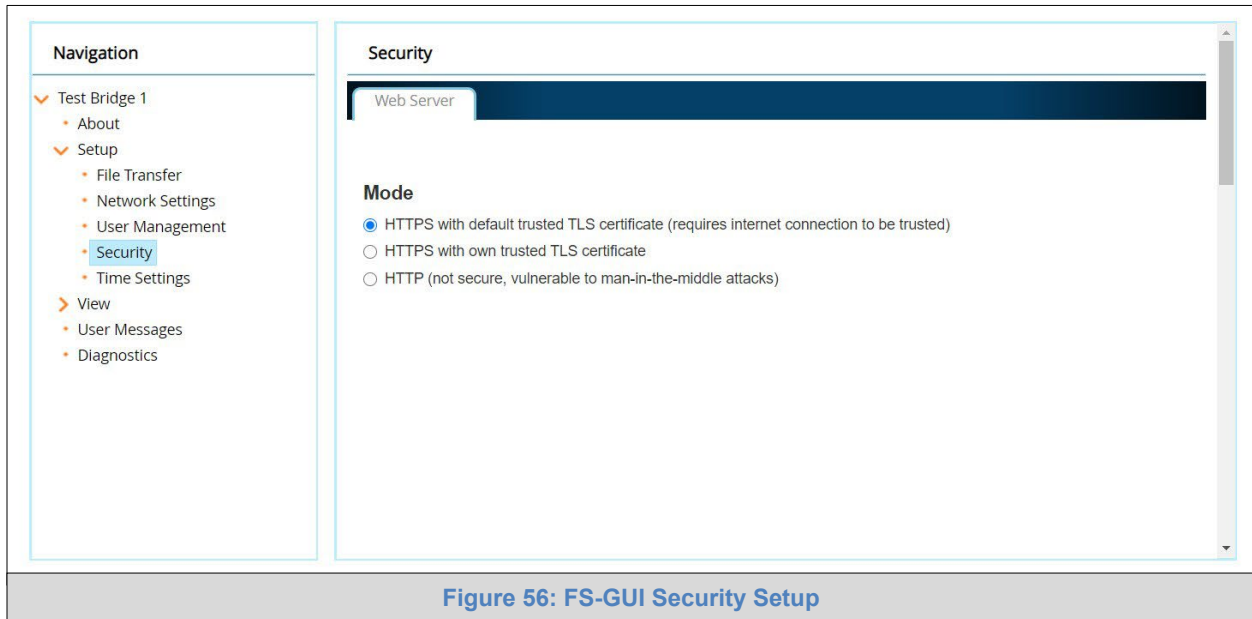 Navigation
Test Bridge 1
About
Setup
File Transfer
Network Settings
User Management
Security
Time Settings
View
User Messages
Diagnostics
Security
Web Server
Mode
HTTPS with default trusted TLS certificate (requires internet connection to be trusted)
HTTPS with own trusted TLS certificate
HTTP (not secure, vulnerable to man-in-the-middle attacks)
Figure 56: FS-GUI Security Setup